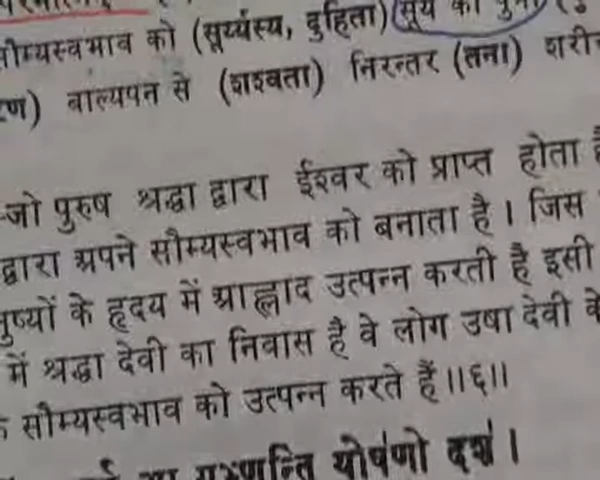 सौम्यस्वभाव को (सूर्य्यस्य, दुहिता) सूर्य की
बाल्यपन से (शश्वता) निरन्तर (तना)
जो पुरुष श्रद्धा द्वारा ईश्वर को प्राप्त होता
द्वारा अपने सौम्यस्वभाव को बनाता है । जिस
के हृदय में आह्लाद उत्पन्न करती है इसी
में श्रद्धा देवी का निवास है वे लोग उषा देवी के
सौम्यस्वभाव को उत्पन्न करते हैं ॥६॥